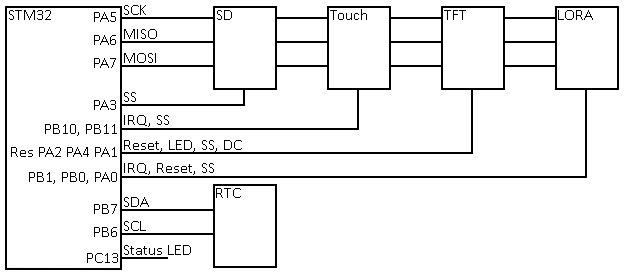 STM32
PA5 SCK SD Touch TFT LORA
PA6 MISO
PA7 MOSI
PA3 SS
PB10, PB11 IRQ, SS
Res PA2 PA4 PA1 Reset, LED, SS, DC
PB1, PB0, PA0 IRQ, Reset, SS
PB7 SDA RTC
PB6 SCL
PC13 Status LED